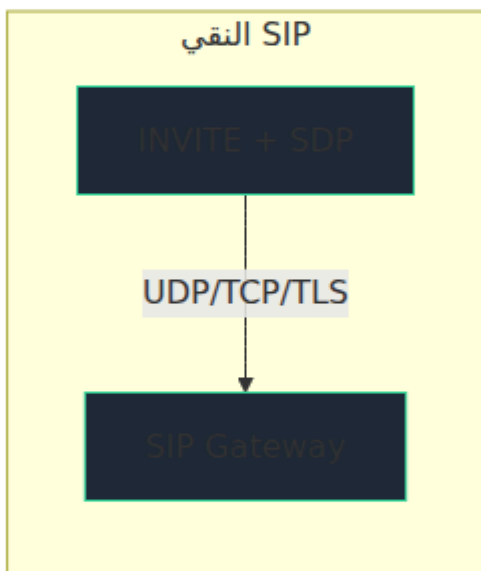 SIP النقي
INVITE + SDP
UDP/TCP/TLS
SIP Gateway